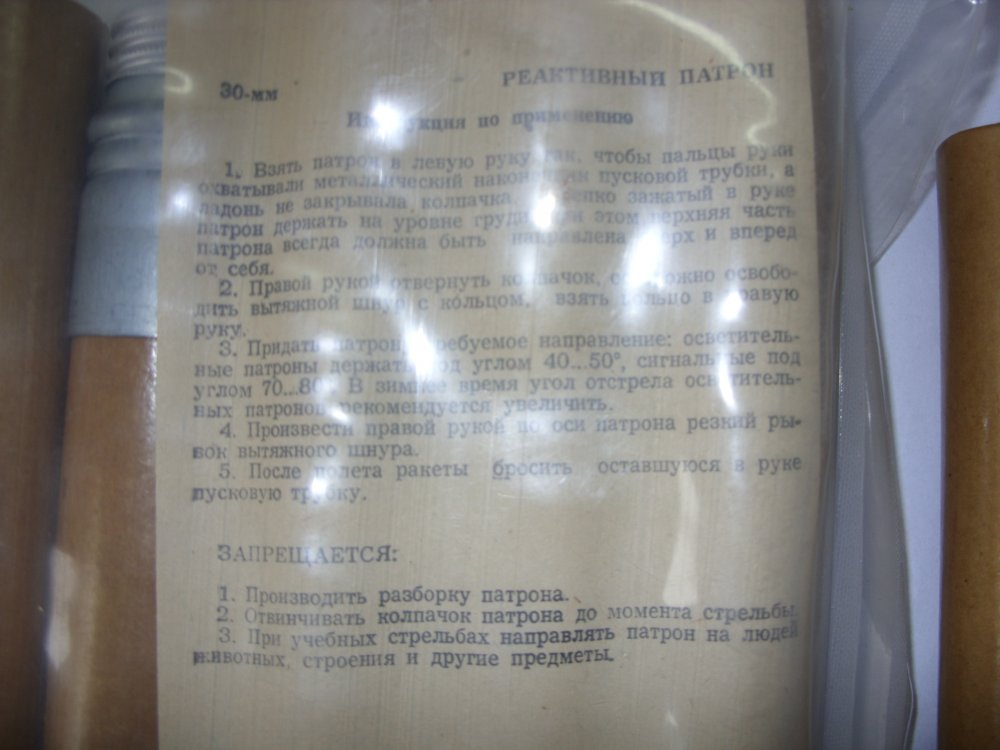 30-мм РЕАКТИВНЫЙ ПАТРОН
Инструкция по применению
1. Взять патрон в левую руку так, чтобы пальцы руки
охватывали металлический наконечник пусковой трубки, а
ладонь не закрывала колпачка. зажатый в руке
патрон держать на уровне груди, при этом верхняя часть
патрона всегда должна быть направлена вверх и вперед
от себя.
2. Правой рукой отвернуть колпачок, осторожно освобо-
дить вытяжной шнур с кольцом, взять кольцо в правую
руку.
3. Придать патрону требуемое направление: осветитель-
ные патроны держать под углом 40...50°, сигнальные под
углом 70...80°. В зимнее время угол отстрела осветитель-
ных патронов рекомендуется увеличить.
4. Произвести правой рукой по оси патрона резкий ры-
вок вытяжного шнура.
5. После полета ракеты бросить оставшуюся в руке
пусковую трубку.
ЗАПРЕЩАЕТСЯ:
1. Производить разборку патрона.
2. Отвинчивать колпачок патрона до момента стрельбы.
3. При учебных стрельбах направлять патрон на людей
животных, строения и другие предметы.